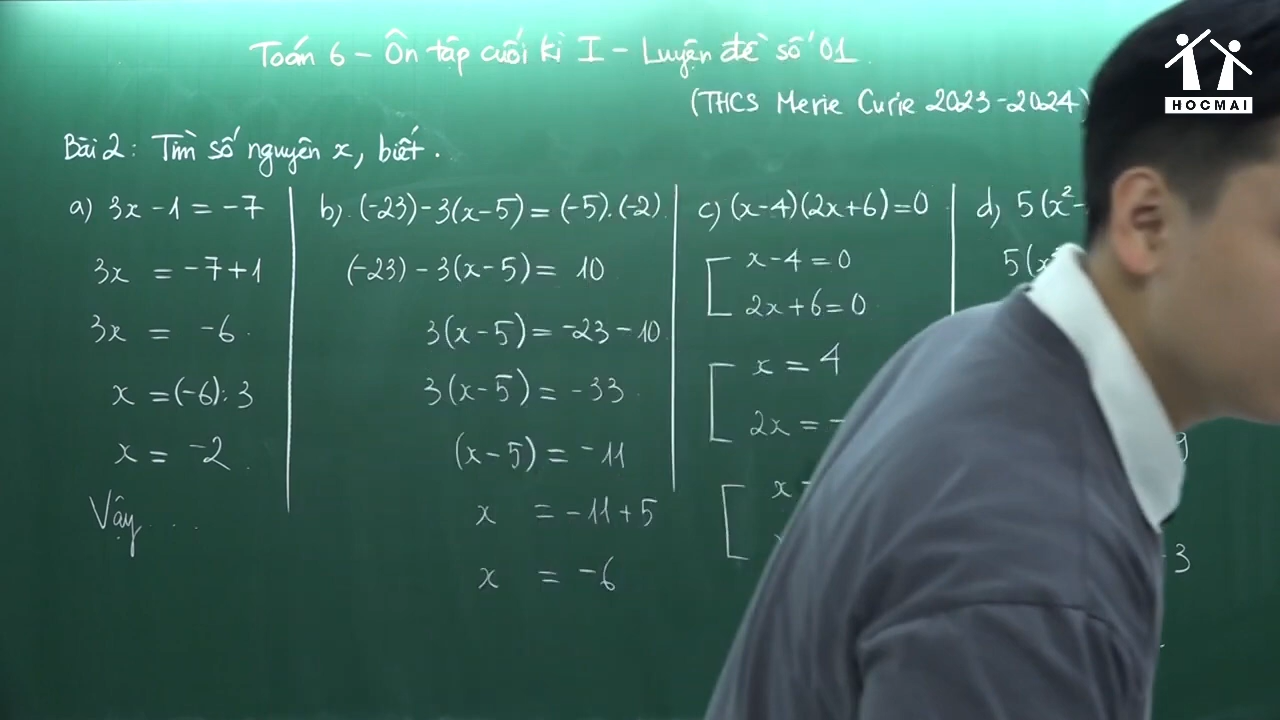 HOCMAI
Toán 6 - Ôn tập cuối kì I - Luyện đề số 01
(THCS Merie Curie 2023-2024)
Bài 2: Tìm số nguyên x, biết.
a) 3x - 1 = -7
3x = -7+1
3x = -6
x = (-6): 3
x = -2
Vậy ...
b). (-23) - 3(x-5) = (-5).(-2)
(-23) - 3(x-5) = 10
3(x-5) = -23 - 10
3(x-5) = -33
(x-5) = -11
x = -11+5
x = -6
c) (x-4)(2x+6)=0
x-4=0
2x+6=0
x = 4
2x = -
x
d) 5(x²-
5(x
3